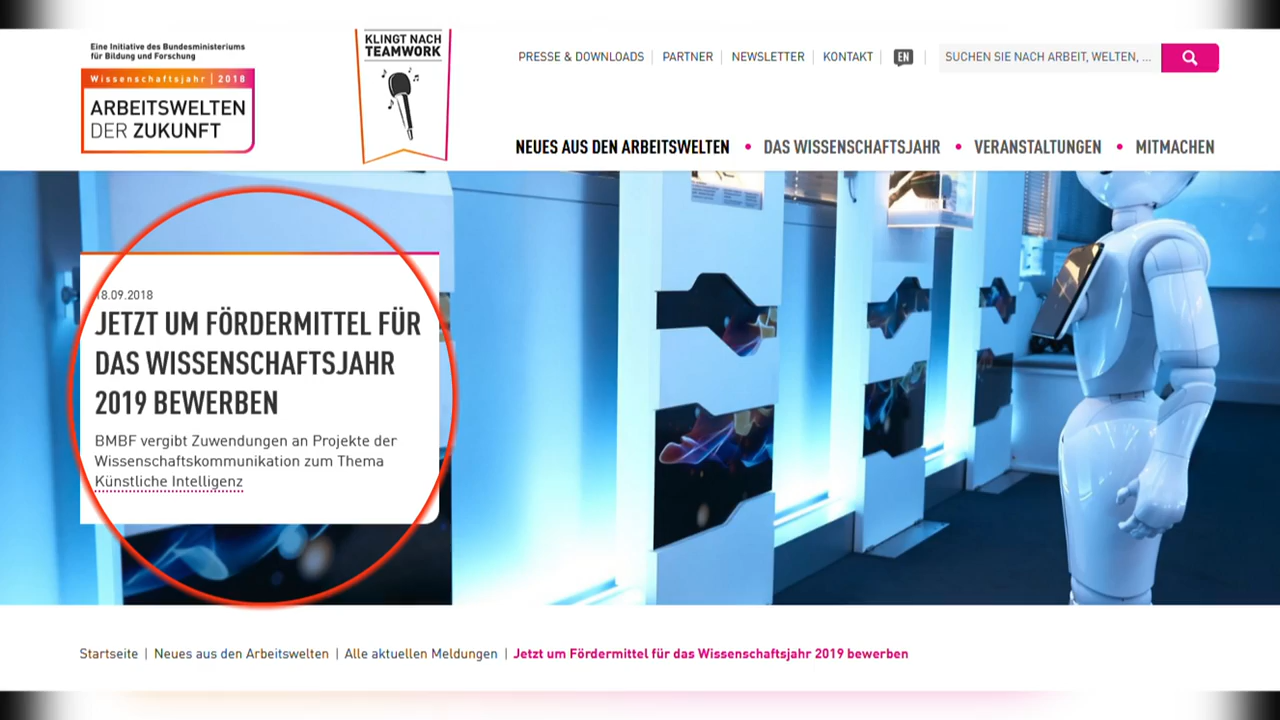 Eine Initiative des Bundesministeriums
für Bildung und Forschung
Wissenschaftsjahr | 2018
ARBEITSWELTEN
DER ZUKUNFT
KLINGT NACH
TEAMWORK
PRESSE & DOWNLOADS | PARTNER | NEWSLETTER | KONTAKT | EN |
SUCHEN SIE NACH ARBEIT, WELTEN, ...
NEUES AUS DEN ARBEITSWELTEN • DAS WISSENSCHAFTSJAHR • VERANSTALTUNGEN • MITMACHEN
18.09.2018
JETZT UM FÖRDERMITTEL FÜR
DAS WISSENSCHAFTSJAHR
2019 BEWERBEN
BMBF vergibt Zuwendungen an Projekte der
Wissenschaftskommunikation zum Thema
Künstliche Intelligenz
Startseite | Neues aus den Arbeitswelten | Alle aktuellen Meldungen | Jetzt um Fördermittel für das Wissenschaftsjahr 2019 bewerben